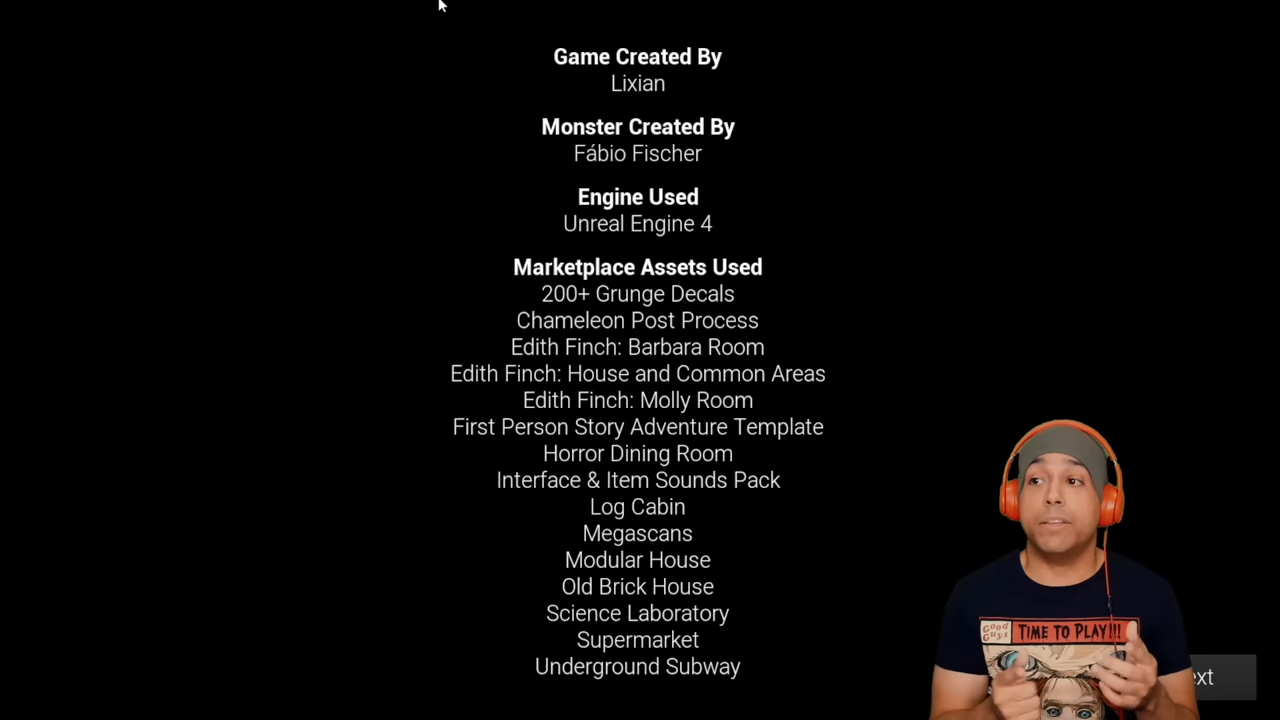 Game Created By
Lixian
Monster Created By
Fábio Fischer
Engine Used
Unreal Engine 4
Marketplace Assets Used
200+ Grunge Decals
Chameleon Post Process
Edith Finch: Barbara Room
Edith Finch: House and Common Areas
Edith Finch: Molly Room
First Person Story Adventure Template
Horror Dining Room
Interface & Item Sounds Pack
Log Cabin
Megascans
Modular House
Old Brick House
Science Laboratory
Supermarket
Underground Subway
Good Guys
TIME TO PLAY!!!
ext